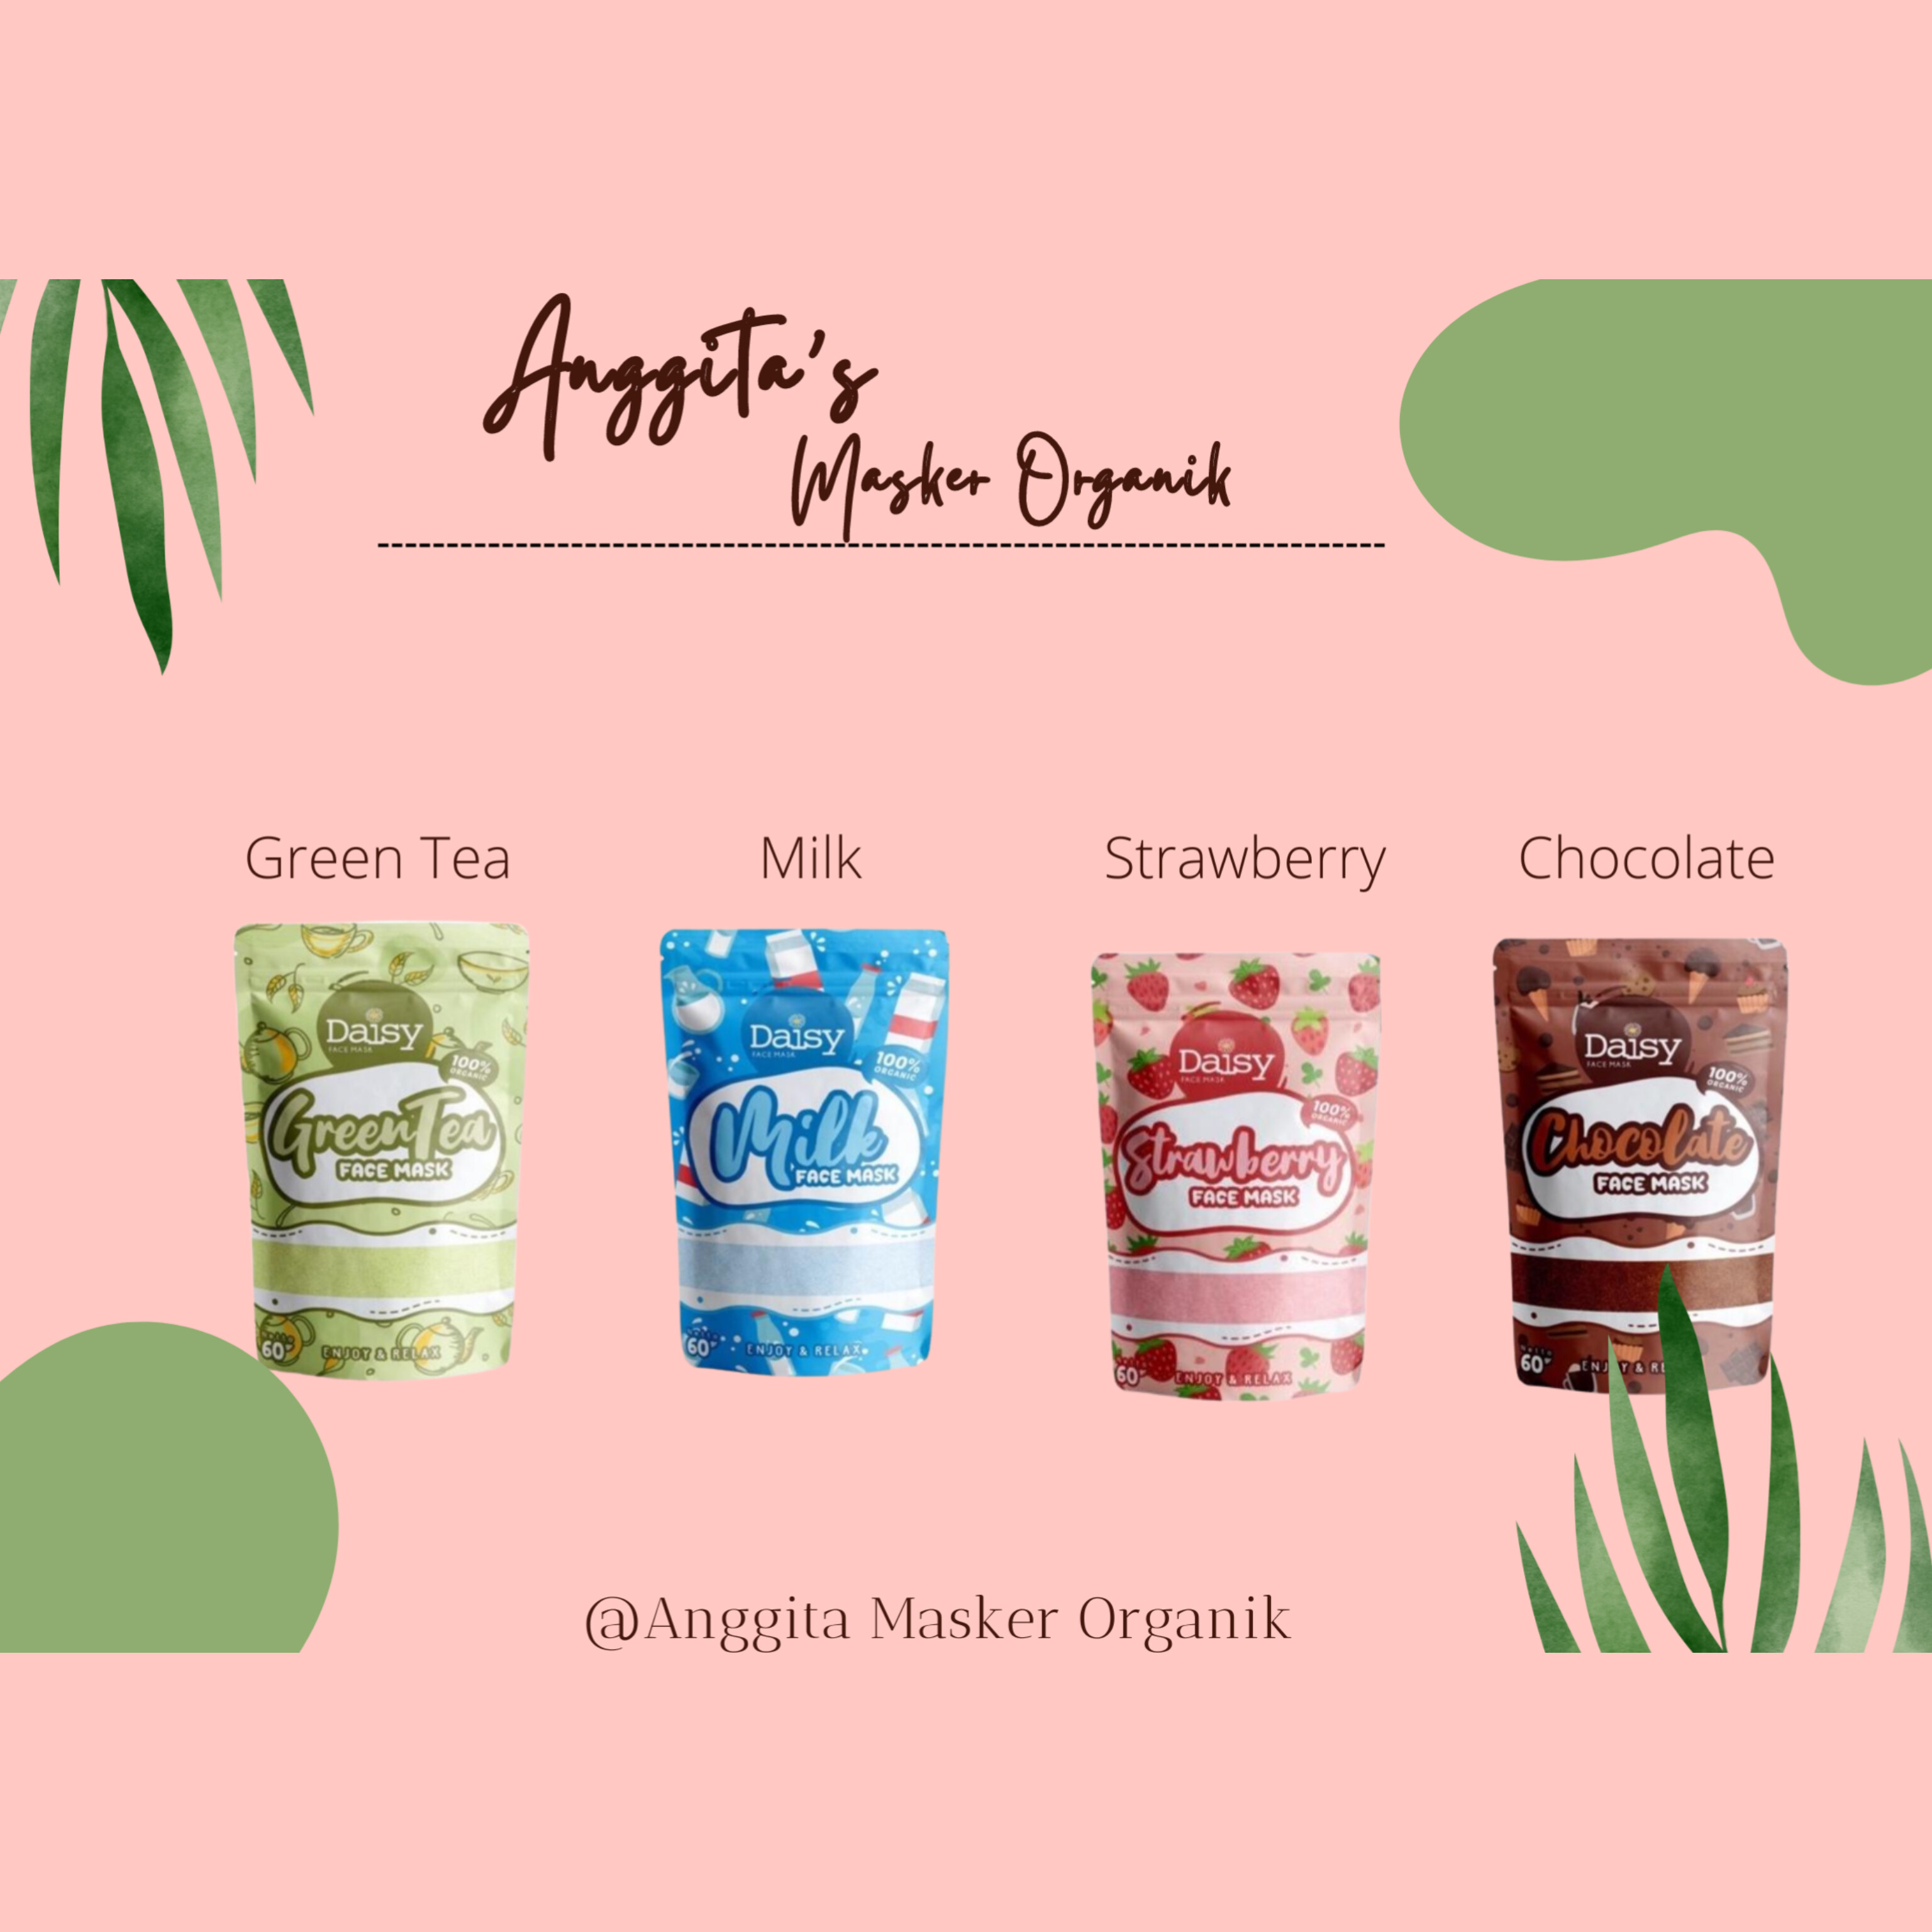 Anggita's
Masker Organik
Green Tea
Milk
Strawberry
Chocolate
Daisy
FACE MASK
100%
ORGANIC
GreenTea
FACE MASK
60
ENJOY & RELAX
Daisy
FACE MASK
100%
ORGANIC
Milk
FACE MASK
60
ENJOY & RELAX
Daisy
FACE MASK
100%
ORGANIC
Strawberry
FACE MASK
60
ENJOY & RELAX
Daisy
FACE MASK
100%
ORGANIC
Chocolate
FACE MASK
60
@Anggita Masker Organik